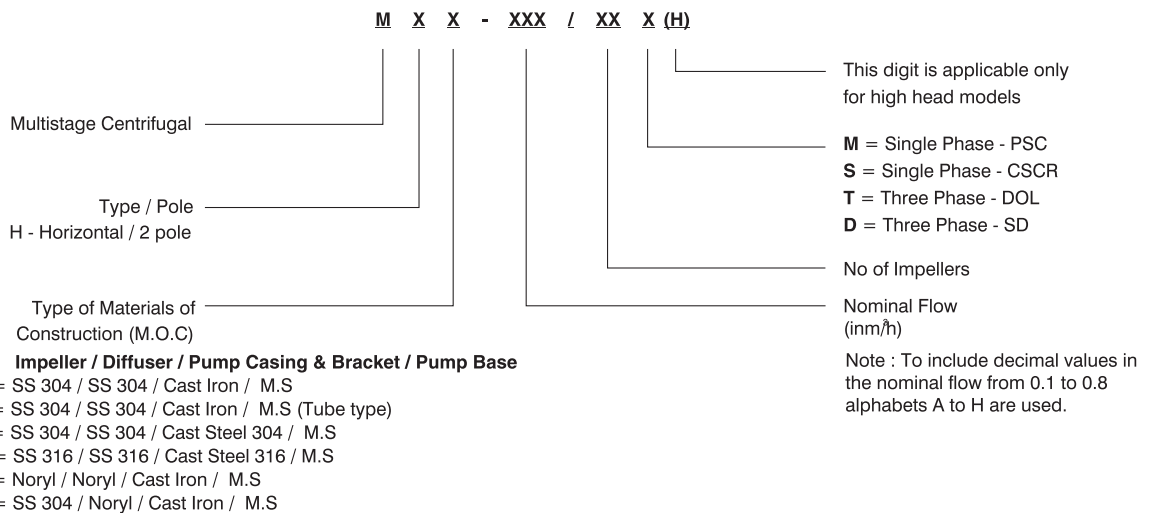 M X X - XXX / XX X (H)
This digit is applicable only
for high head models
Multistage Centrifugal
M = Single Phase - PSC
S = Single Phase - CSCR
T = Three Phase - DOL
D = Three Phase - SD
Type / Pole
H - Horizontal / 2 pole
No of Impellers
Type of Materials of
Construction (M.O.C)
Nominal Flow
(inm³/h)
Impeller / Diffuser / Pump Casing & Bracket / Pump Base
= SS 304 / SS 304 / Cast Iron / M.S
= SS 304 / SS 304 / Cast Iron / M.S (Tube type)
= SS 304 / SS 304 / Cast Steel 304 / M.S
= SS 316 / SS 316 / Cast Steel 316 / M.S
= Noryl / Noryl / Cast Iron / M.S
= SS 304 / Noryl / Cast Iron / M.S
Note : To include decimal values in
the nominal flow from 0.1 to 0.8
alphabets A to H are used.